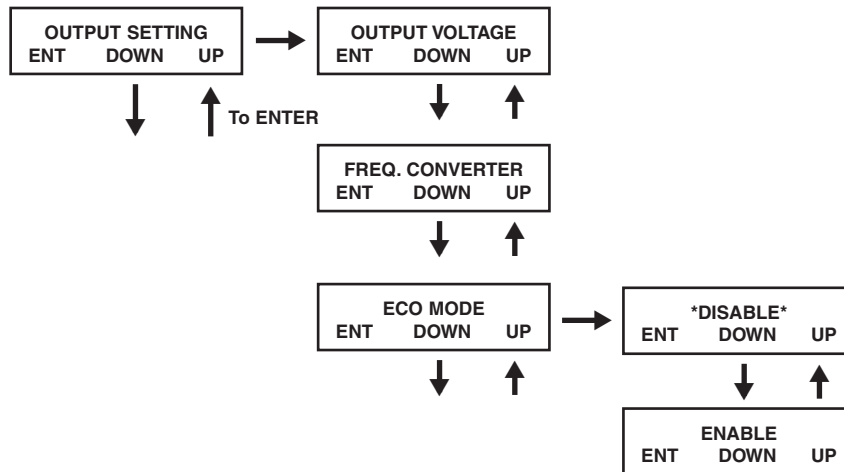 OUTPUT SETTING
ENT DOWN UP
To ENTER
OUTPUT VOLTAGE
ENT DOWN UP
FREQ. CONVERTER
ENT DOWN UP
ECO MODE
ENT DOWN UP
*DISABLE*
ENT DOWN UP
ENABLE
ENT DOWN UP